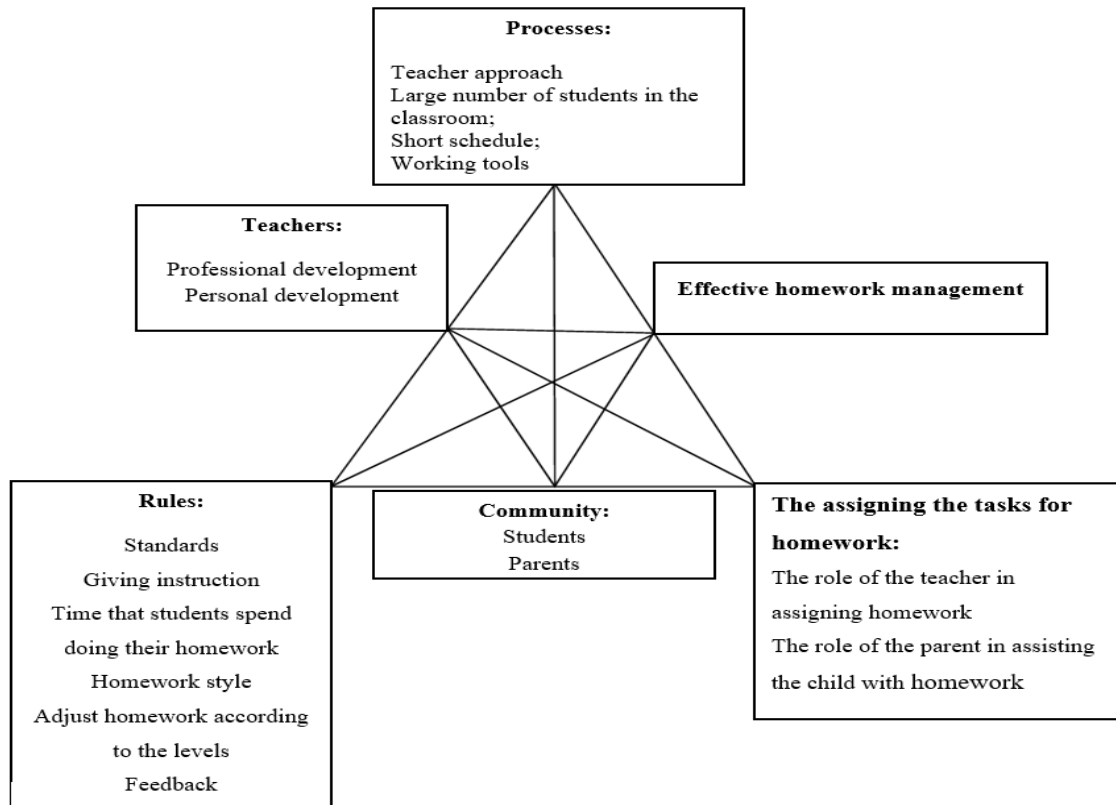 Processes:
Teacher approach
Large number of students in the
classroom;
Short schedule;
Working tools
Teachers:
Professional development
Personal development
Effective homework management
Rules:
Standards
Giving instruction
Time that students spend
doing their homework
Homework style
Adjust homework according
to the levels
Feedback
Community:
Students
Parents
The assigning the tasks for
homework:
The role of the teacher in
assigning homework
The role of the parent in assisting
the child with homework